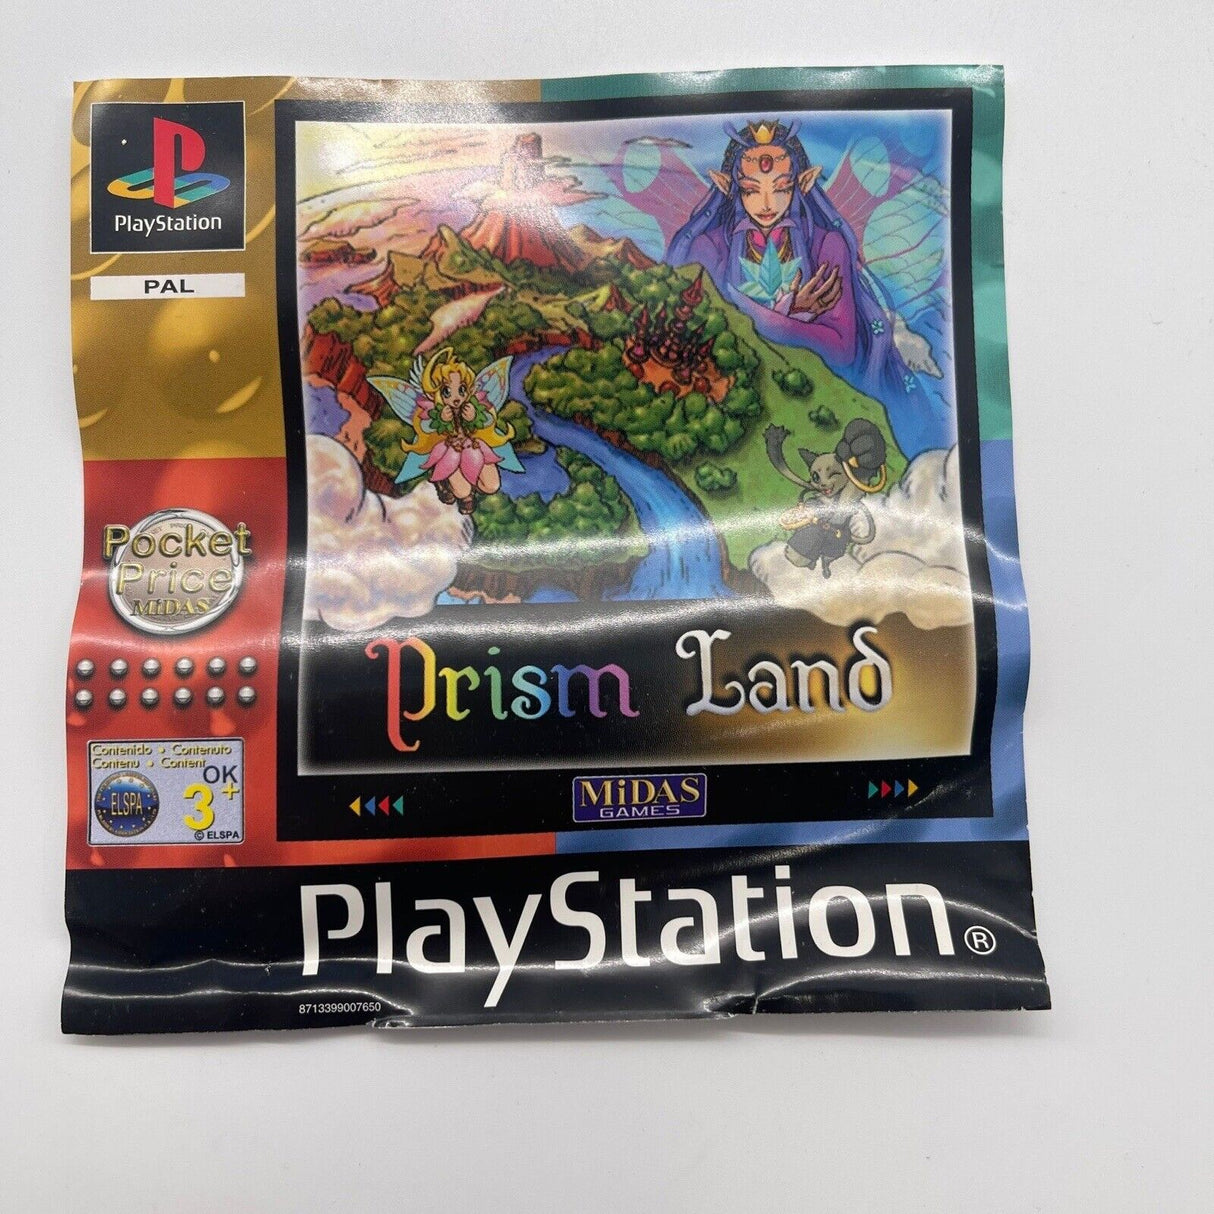 PlayStation
PAL
Pocket
Price
MiDAS
Contenido • Contenuto
Contenu • Content
OK
ELSPA
3+
© ELSPA
Prism Land
MiDAS
GAMES
PlayStation®
8713399007650